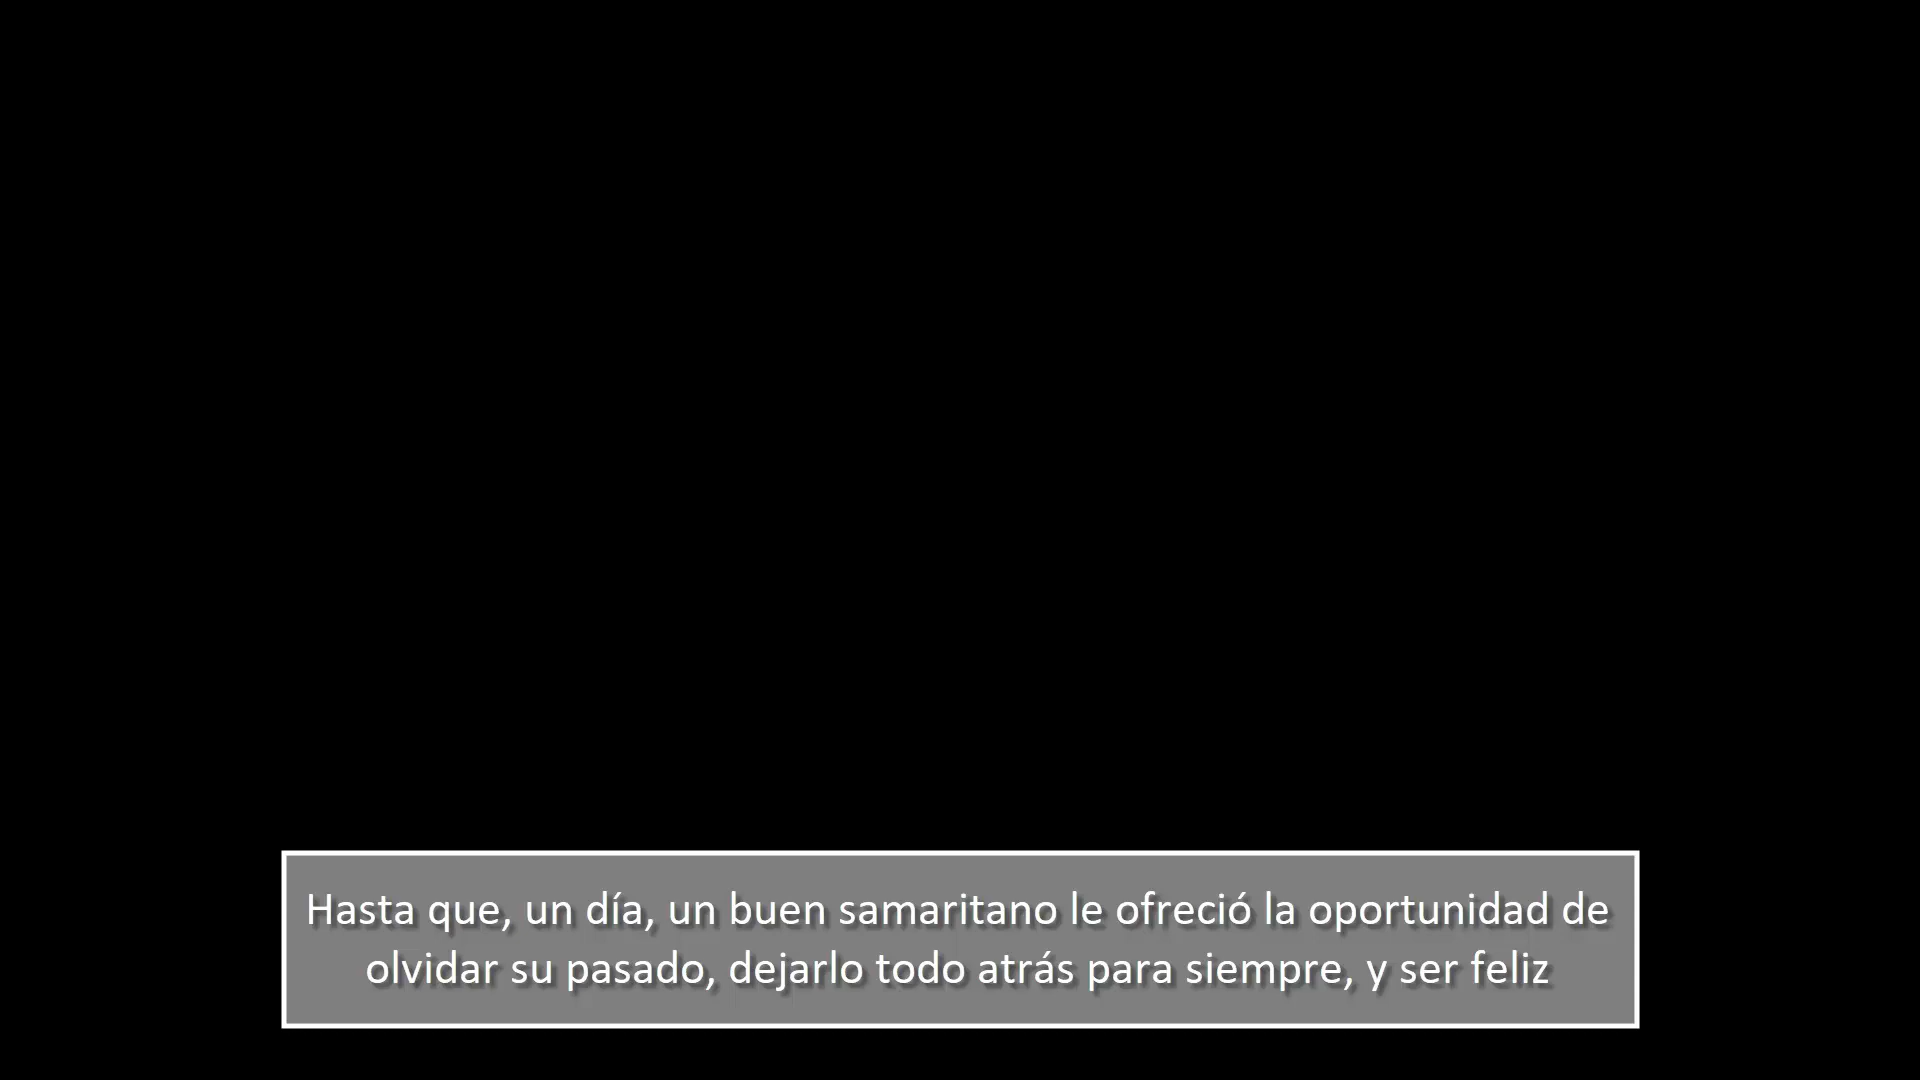 Hasta que, un día, un buen samaritano le ofreció la oportunidad de
olvidar su pasado, dejarlo todo atrás para siempre, y ser feliz